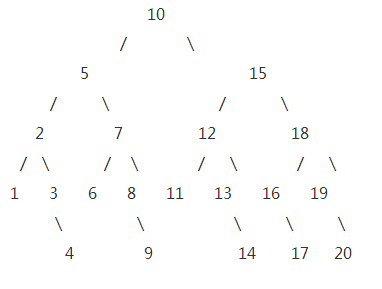 10
/ \
5 15
/ \ / \
2 7 12 18
/ \ / \ / \ / \
1 3 6 8 11 13 16 19
\ \ \ \ \
4 9 14 17 20